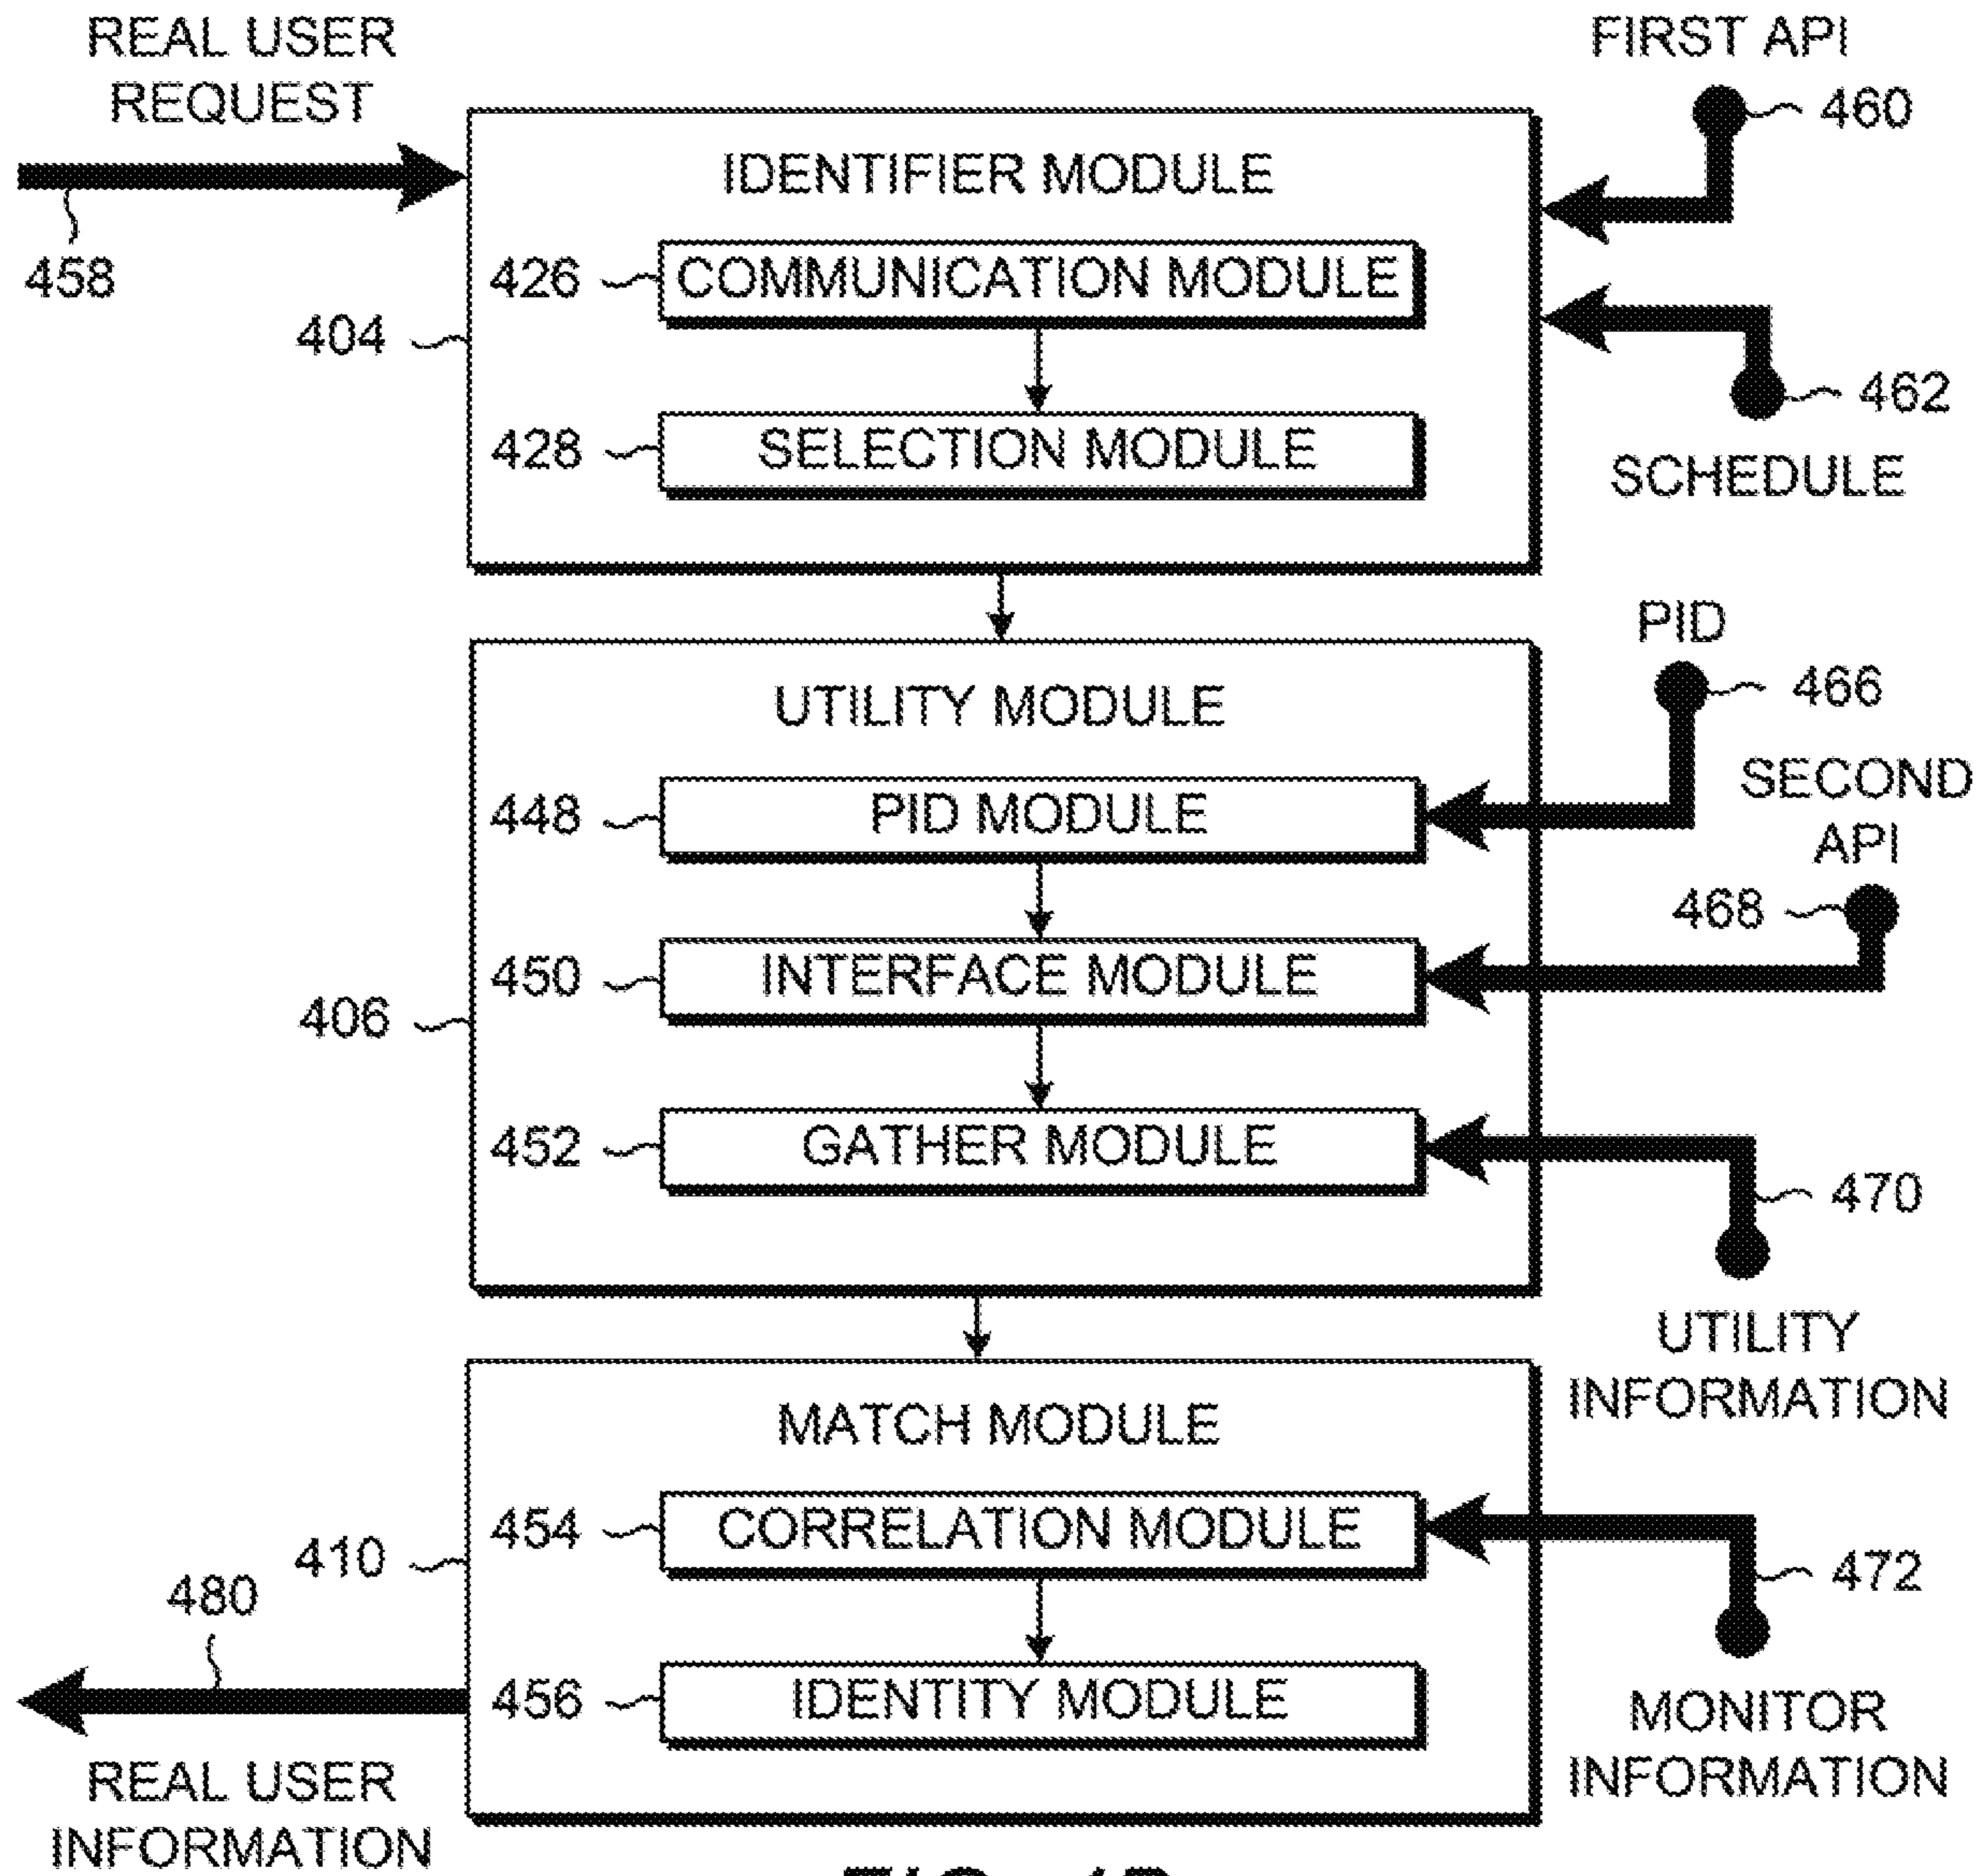 REAL USER
REQUEST
458
FIRST API
460
IDENTIFIER MODULE
426
COMMUNICATION MODULE
404
462
428
SELECTION MODULE
SCHEDULE
PID
466
UTILITY MODULE
SECOND
API
448
PID MODULE
468
450
INTERFACE MODULE
406
452
GATHER MODULE
470
UTILITY
INFORMATION
MATCH MODULE
454
CORRELATION MODULE
410
472
480
456
IDENTITY MODULE
MONITOR
INFORMATION
REAL USER
INFORMATION